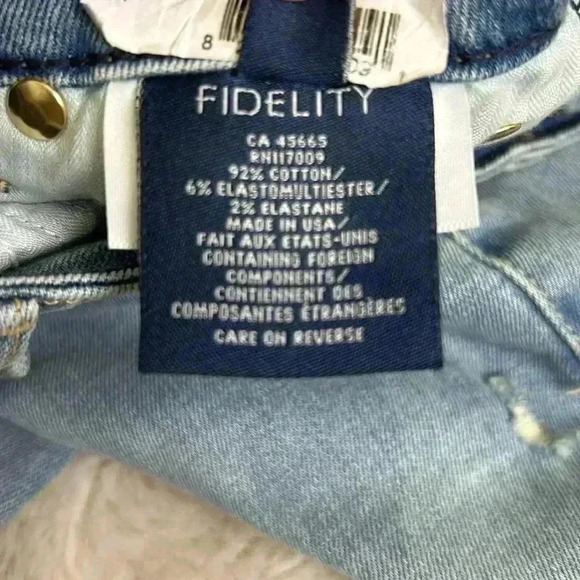 8
FIDELITY
CA 45665
RN117009
92% COTTON/
6% ELASTOMULTIESTER/
2% ELASTANE
MADE IN USA/
FAIT AUX ETATS-UNIS
CONTAINING FOREIGN
COMPONENTS/
CONTIENNENT DES
COMPOSANTES ÉTRANGÈRES
CARE ON REVERSE